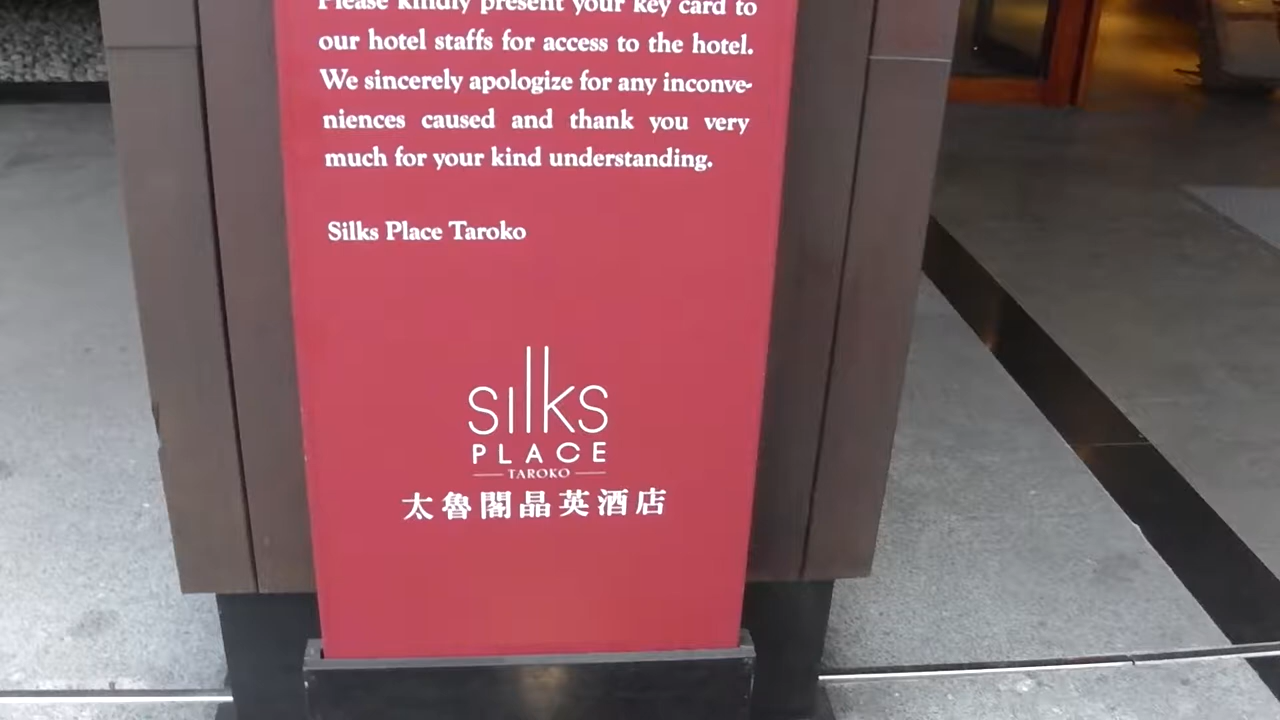 Please kindly present your key card to
our hotel staffs for access to the hotel.
We sincerely apologize for any inconve-
niences caused and thank you very
much for your kind understanding.
Silks Place Taroko
sılks
PLACE
TAROKO
太魯閣晶英酒店